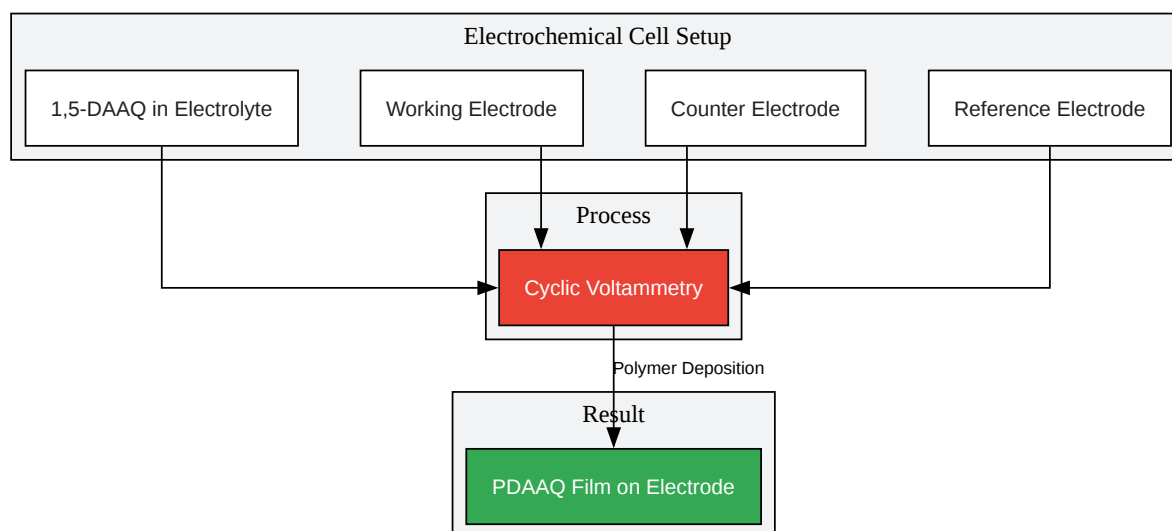 Electrochemical Cell Setup
1,5-DAAQ in Electrolyte
Working Electrode
Counter Electrode
Reference Electrode
Process
Cyclic Voltammetry
Polymer Deposition
Result
PDAAQ Film on Electrode